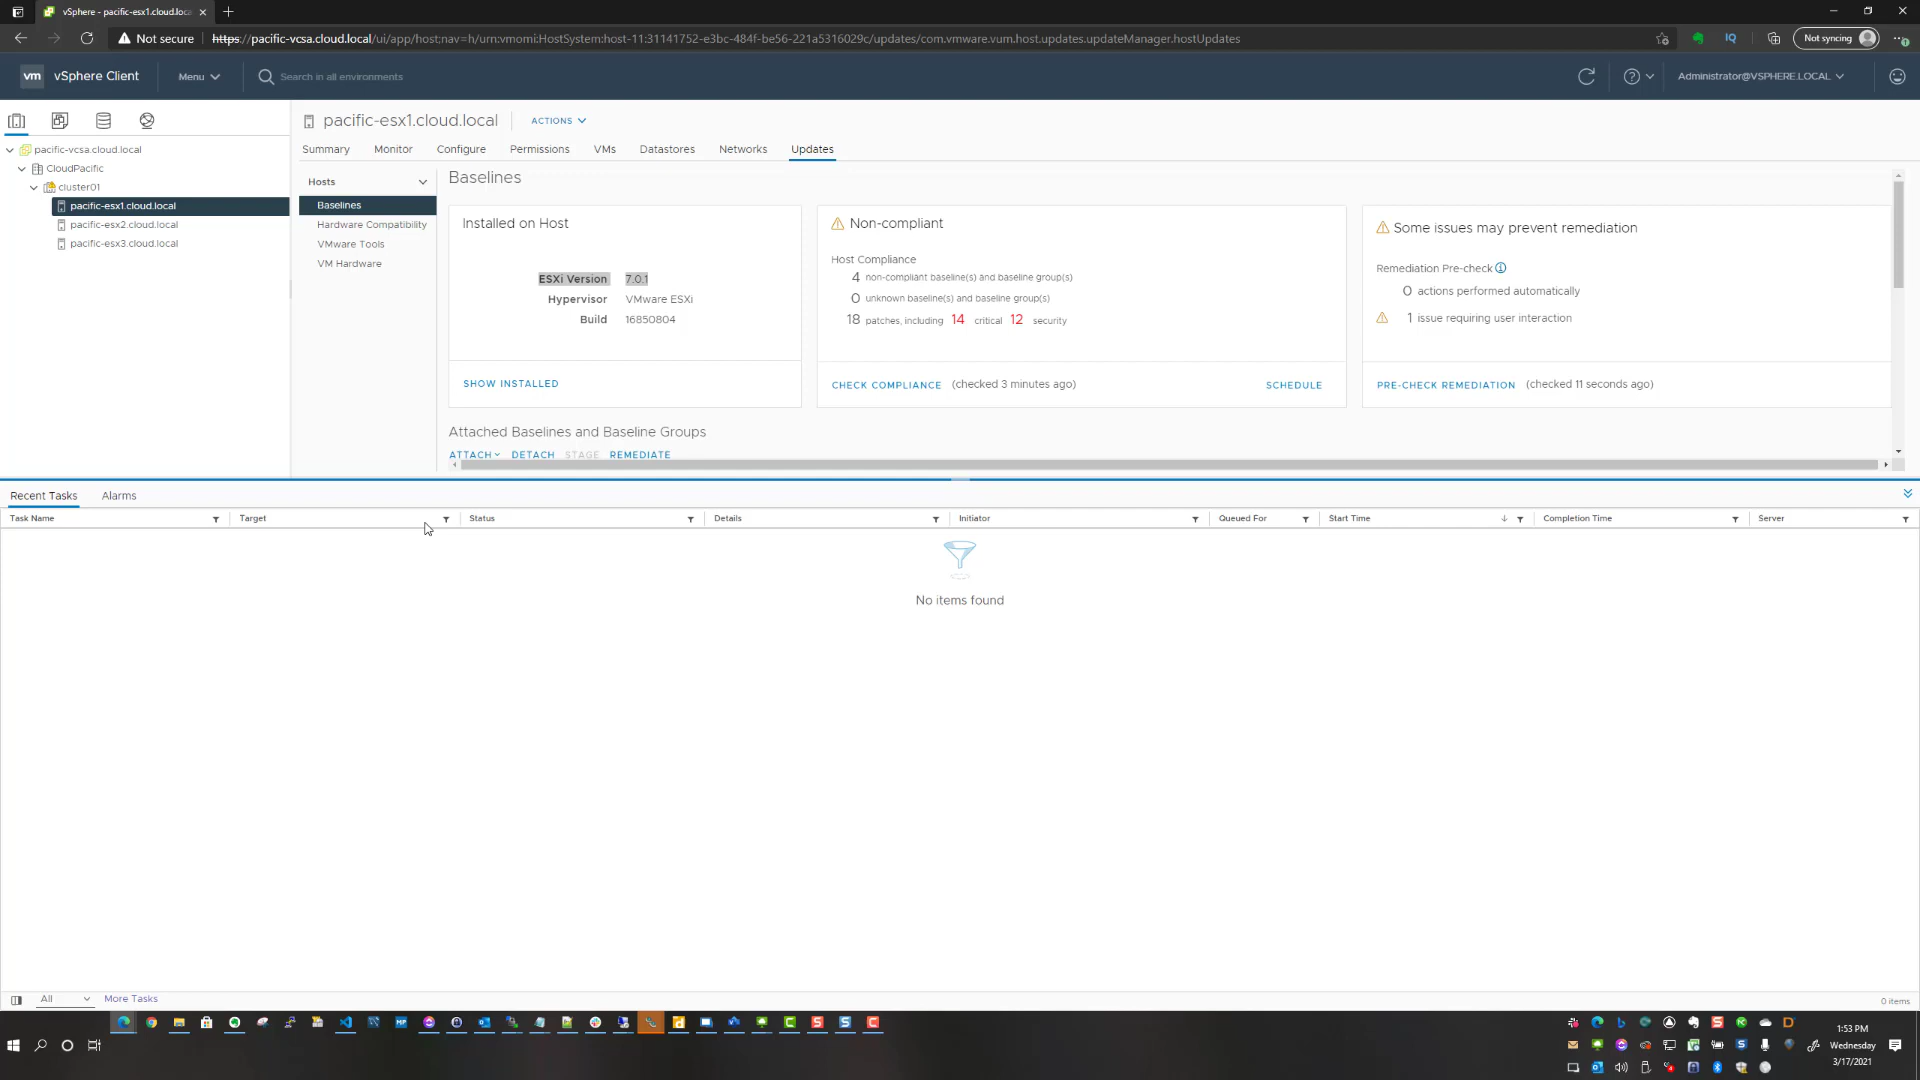 vSphere - pacific-esx1.cloud.loca
Not secure
https://pacific-vcsa.cloud.local/ui/app/host;nav=h/urn:vmomi:HostSystem:host-11:31141752-e3bc-484f-be56-221a5316029c/updates/com.vmware.vum.host.updates.updateManager.hostUpdates
IQ
Not syncing
vm vSphere Client
Menu
Search in all environments
Administrator@VSPHERE.LOCAL
pacific-vcsa.cloud.local
CloudPacific
cluster01
pacific-esx1.cloud.local
pacific-esx2.cloud.local
pacific-esx3.cloud.local
pacific-esx1.cloud.local
ACTIONS
Summary Monitor Configure Permissions VMs Datastores Networks Updates
Hosts
Baselines
Hardware Compatibility
VMware Tools
VM Hardware
Baselines
Installed on Host
ESXi Version 7.0.1
Hypervisor VMware ESXi
Build 16850804
SHOW INSTALLED
Non-compliant
Host Compliance
4 non-compliant baseline(s) and baseline group(s)
0 unknown baseline(s) and baseline group(s)
18 patches, including 14 critical 12 security
CHECK COMPLIANCE (checked 3 minutes ago) SCHEDULE
Some issues may prevent remediation
Remediation Pre-check
0 actions performed automatically
1 issue requiring user interaction
PRE-CHECK REMEDIATION (checked 11 seconds ago)
Attached Baselines and Baseline Groups
ATTACH DETACH STAGE REMEDIATE
Recent Tasks Alarms
Task Name Target Status Details Initiator Queued For Start Time Completion Time Server
No items found
All More Tasks
0 items
1:53 PM
Wednesday
3/17/2021